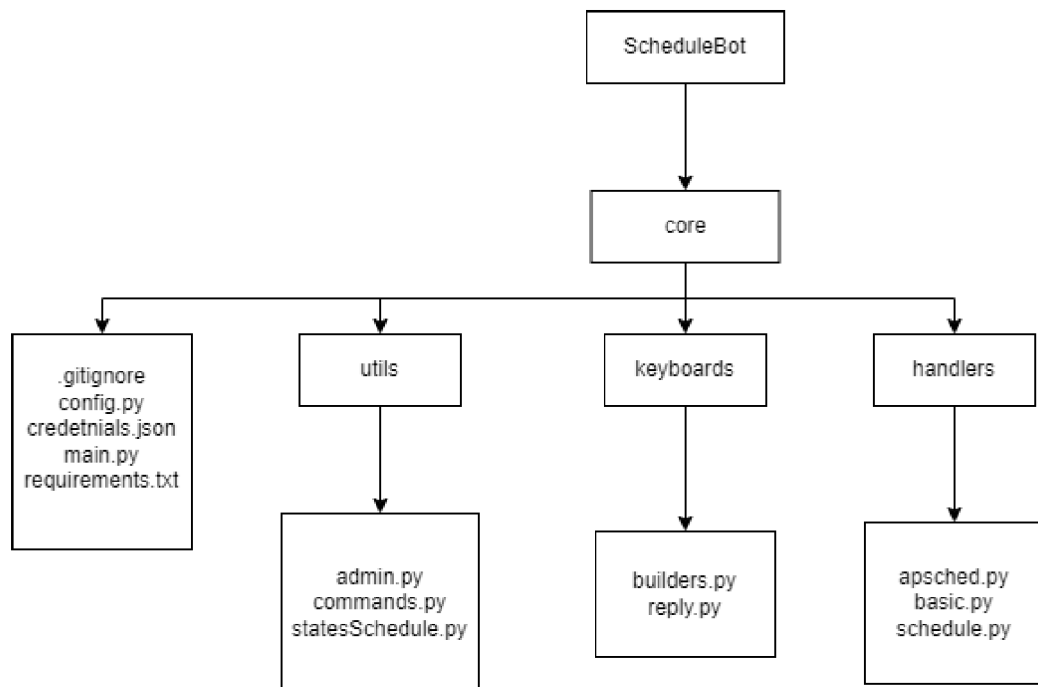 ScheduleBot
core
.gitignore
config.py
credetnials.json
main.py
requirements.txt
utils
keyboards
handlers
admin.py
commands.py
statesSchedule.py
builders.py
reply.py
apsched.py
basic.py
schedule.py